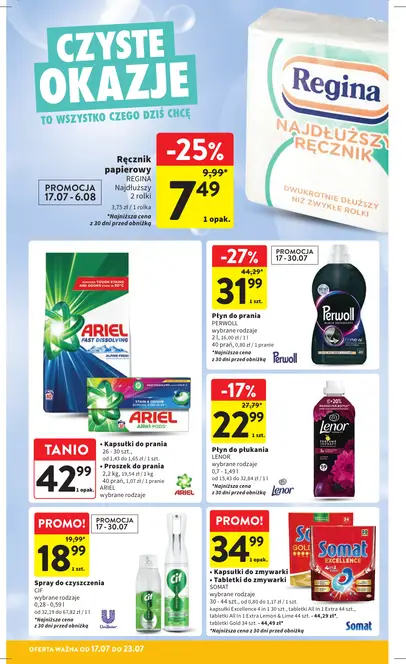 CZYSTE
OKAZJE
TO WSZYSTKO CZEGO DZIŚ CHCĘ
Regina
NAJDŁUŻSZY
RĘCZNIK
DWUKROTNIE DŁUŻSZY
NIŻ ZWYKŁE ROLKI
Ręcznik
papierowy
REGINA
Najdłuższy
2 rolki
3,75 zł / 1 rolka
*Najniższa cena
z 30 dni przed obniżką
PROMOCJA
17.07 - 6.08
-25%
9,99*
7 49
1 opak.
ARIEL
FAST DISSOLVING
ARIEL
PODS
TANIO
42 99
1 opak.
• Kapsułki do prania
26 - 30 szt.,
od 1,43 do 1,65 zł / 1 szt.
• Proszek do prania
2,2 kg, 19,54 zł / 1 kg
40 prań, 1,07 zł / 1 pranie
ARIEL
wybrane rodzaje
ARIEL
-27%
PROMOCJA
17 -30.07
44,29*
31 99
1 szt.
Płyn do prania
PERWOLL
wybrane rodzaje
2 l, 16,00 zł / 1 l
40 prań, 0,80 zł / 1 pranie
*Najniższa cena
z 30 dni przed obniżką
Perwoll
Perwoll
-17%
27,79*
22 99
1 szt.
Płyn do płukania
LENOR
wybrane rodzaje
0,7 - 1,49 l
od 15,43 do 32,84 zł / 1 l
*Najniższa cena
z 30 dni przed obniżką
Lenor
Lenor
PROMO!
PROMOCJA
17 -30.07
19,99*
18 99
1 szt.
Spray do czyszczenia
CIF
wybrane rodzaje
0,28 - 0,59 l
od 32,19 do 67,82 zł / 1 l
*Najniższa cena
z 30 dni przed obniżką
Unilever
Cif
Cif
PROMO!
34 99
1 opak.
GOLD
Somat
EXCELLENCE
• Kapsułki do zmywarki
• Tabletki do zmywarki
SOMAT
wybrane rodzaje
30 - 44 szt., od 0,80 do 1,17 zł / 1 szt.
kapsułki Excellence 4 in 1 30 szt., tabletki All in 1 Extra 44 szt.,
tabletki All in 1 Extra Lemon & Lime 44 szt. - 44,29 zł*,
tabletki Gold 34 szt. - 44,49 zł*
*Najniższa cena
z 30 dni przed obniżką
Somat
OFERTA WAŻNA OD 17.07 DO 23.07